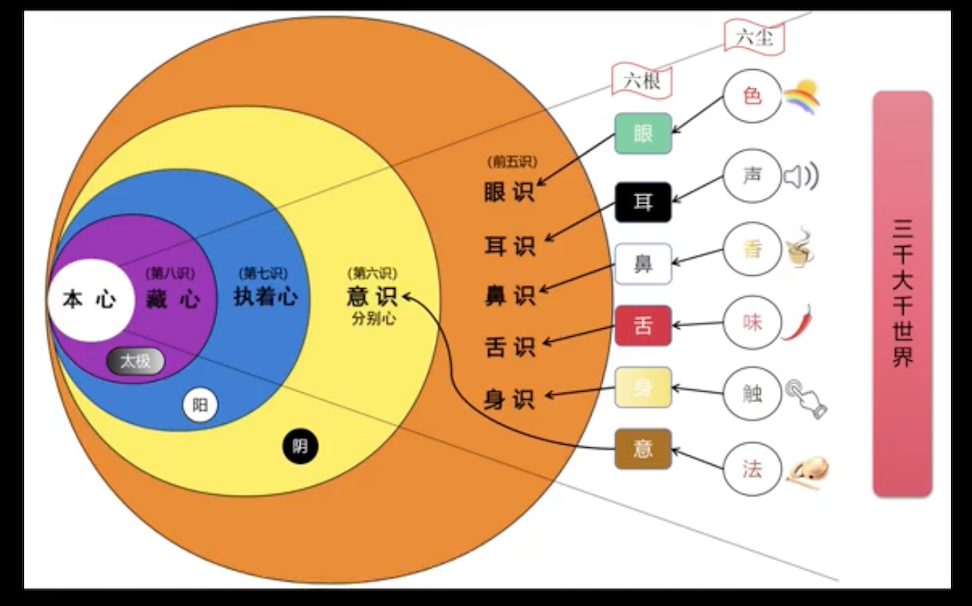 六尘
六根
色
眼
(前五识)
眼 识
声
耳
耳 识
香
鼻
鼻 识
本 心
(第八识)
藏 心
(第七识)
执着心
(第六识)
意 识
分别心
味
舌
舌 识
太极
触
身
身 识
阳
阴
意
法
三千大千世界